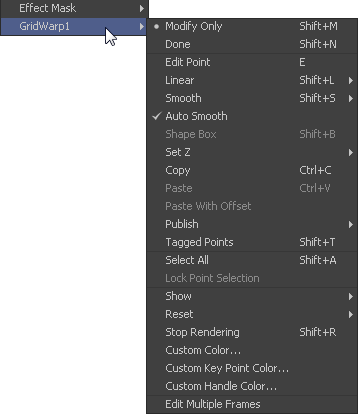 Effect Mask
GridWarp1
Modify Only Shift+M
Done Shift+N
Edit Point E
Linear Shift+L
Smooth Shift+S
Auto Smooth
Shape Box Shift+B
Set Z
Copy Ctrl+C
Paste Ctrl+V
Paste With Offset
Publish
Tagged Points Shift+T
Select All Shift+A
Lock Point Selection
Show
Reset
Stop Rendering Shift+R
Custom Color...
Custom Key Point Color...
Custom Handle Color...
Edit Multiple Frames